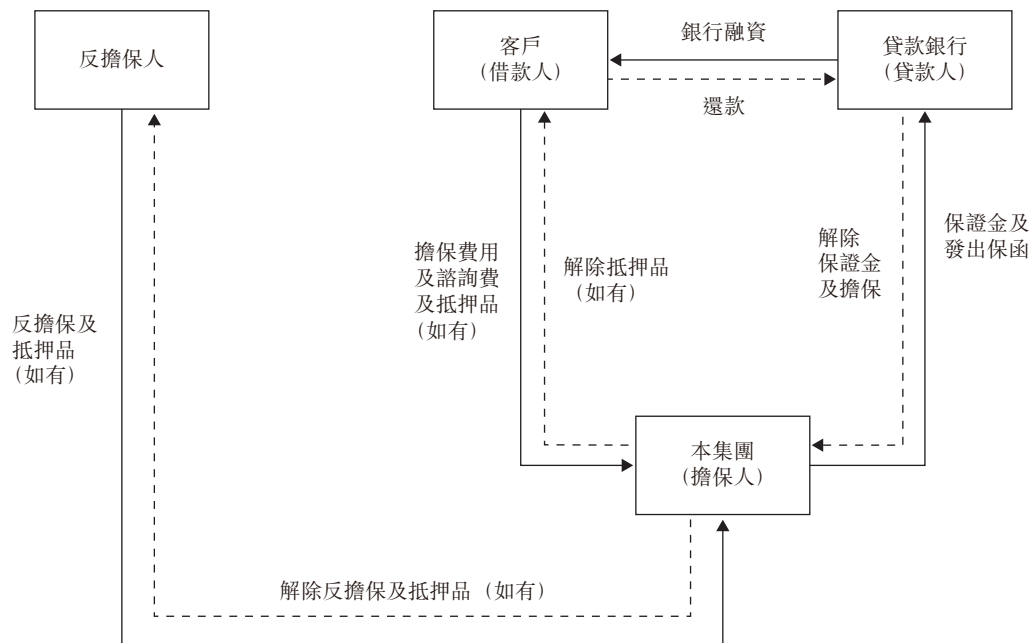 反擔保人
客戶
（借款人）
銀行融資
還款
貸款銀行
（貸款人）
反擔保及
抵押品
（如有）
擔保費用
及諮詢費
及抵押品
（如有）
解除抵押品
（如有）
解除
保證金
及擔保
保證金及
發出保函
本集團
（擔保人）
解除反擔保及抵押品（如有）